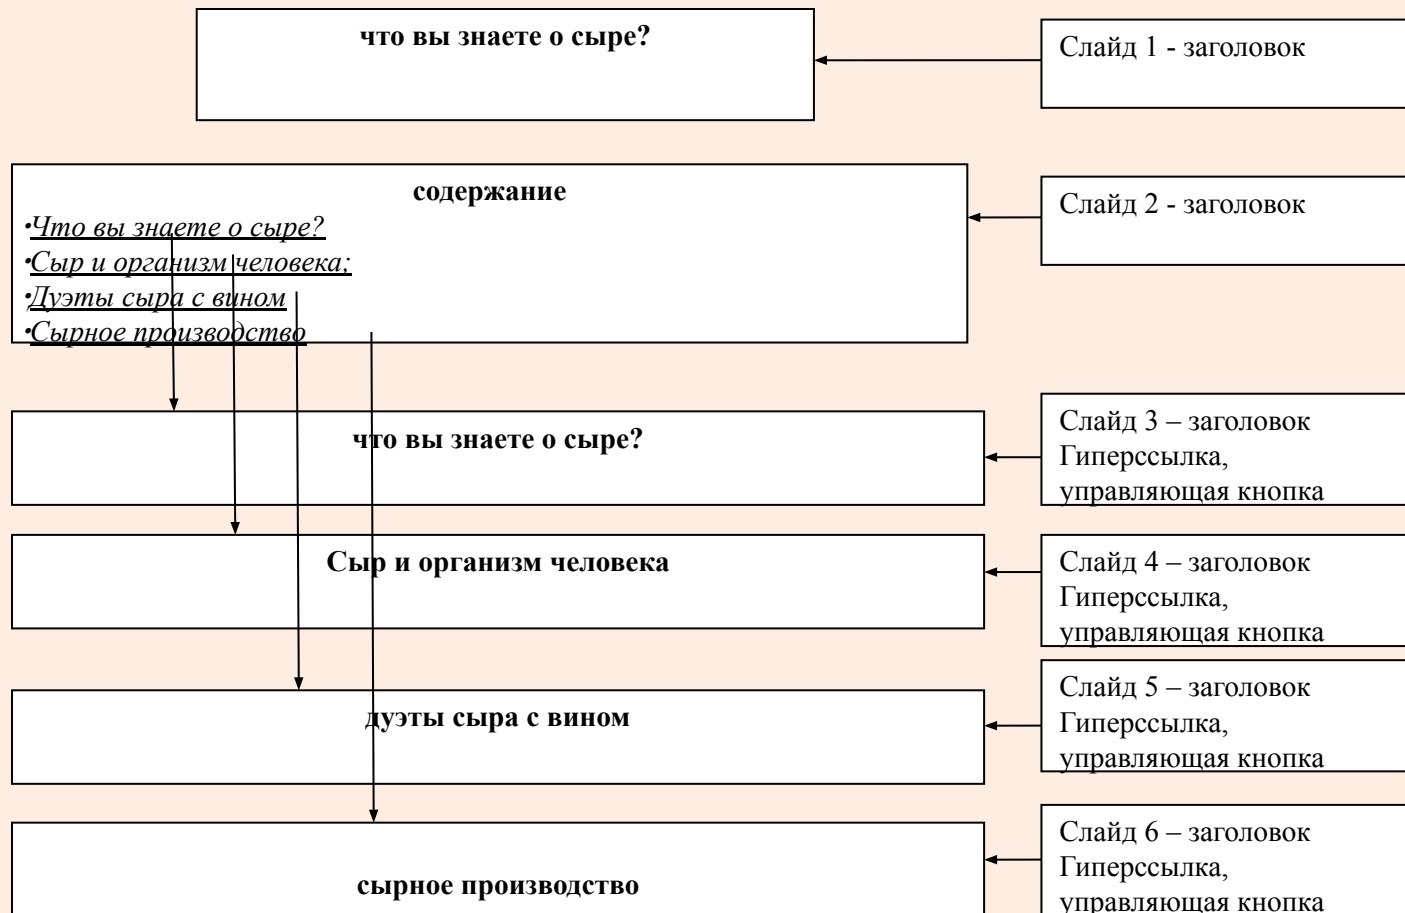 что вы знаете о сыре?
Слайд 1 - заголовок
содержание
•Что вы знаете о сыре?
•Сыр и организм человека;
•Дуэты сыра с вином
•Сырное производство
Слайд 2 - заголовок
что вы знаете о сыре?
Слайд 3 – заголовок
Гиперссылка,
управляющая кнопка
Сыр и организм человека
Слайд 4 – заголовок
Гиперссылка,
управляющая кнопка
дуэты сыра с вином
Слайд 5 – заголовок
Гиперссылка,
управляющая кнопка
сырное производство
Слайд 6 – заголовок
Гиперссылка,
управляющая кнопка